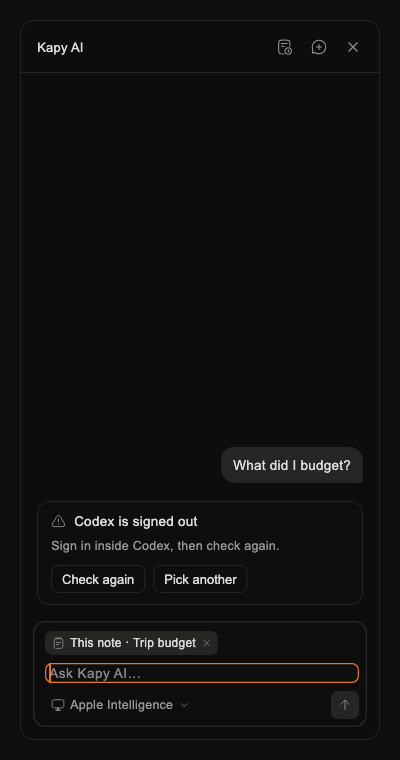 Kapy AI
What did I budget?
Codex is signed out
Sign in inside Codex, then check again.
Check again
Pick another
This note · Trip budget
Ask Kapy AI…
Apple Intelligence